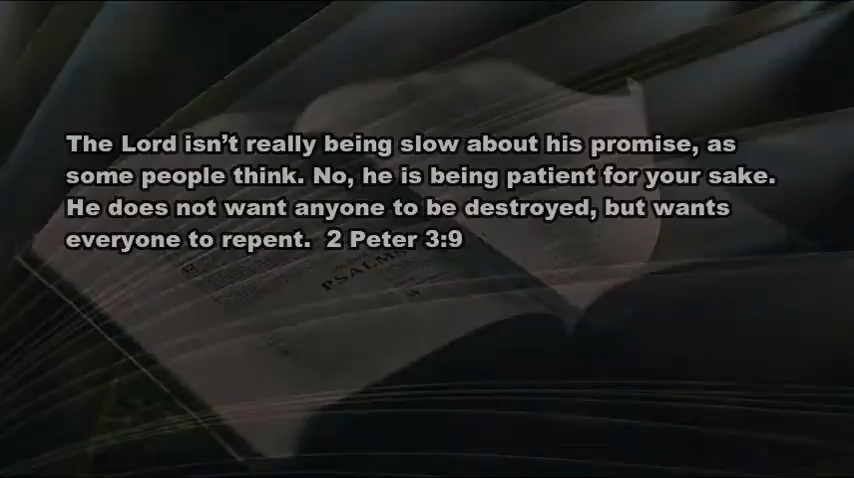 The Lord isn't really being slow about his promise, as
some people think. No, he is being patient for your sake.
He does not want anyone to be destroyed, but wants
everyone to repent.  2 Peter 3:9
PSALMS